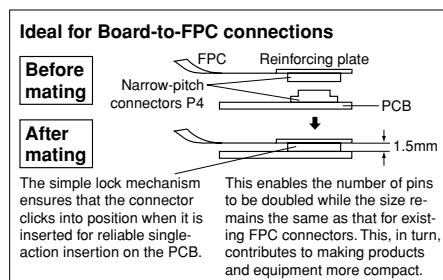 Ideal for Board-to-FPC connections
Before
mating
FPC
Reinforcing plate
Narrow-pitch
connectors P4
PCB
After
mating
1.5mm
The simple lock mechanism
ensures that the connector
clicks into position when it is
inserted for reliable single-
action insertion on the PCB.
This enables the number of pins
to be doubled while the size re-
mains the same as that for exist-
ing FPC connectors. This, in turn,
contributes to making products
and equipment more compact.